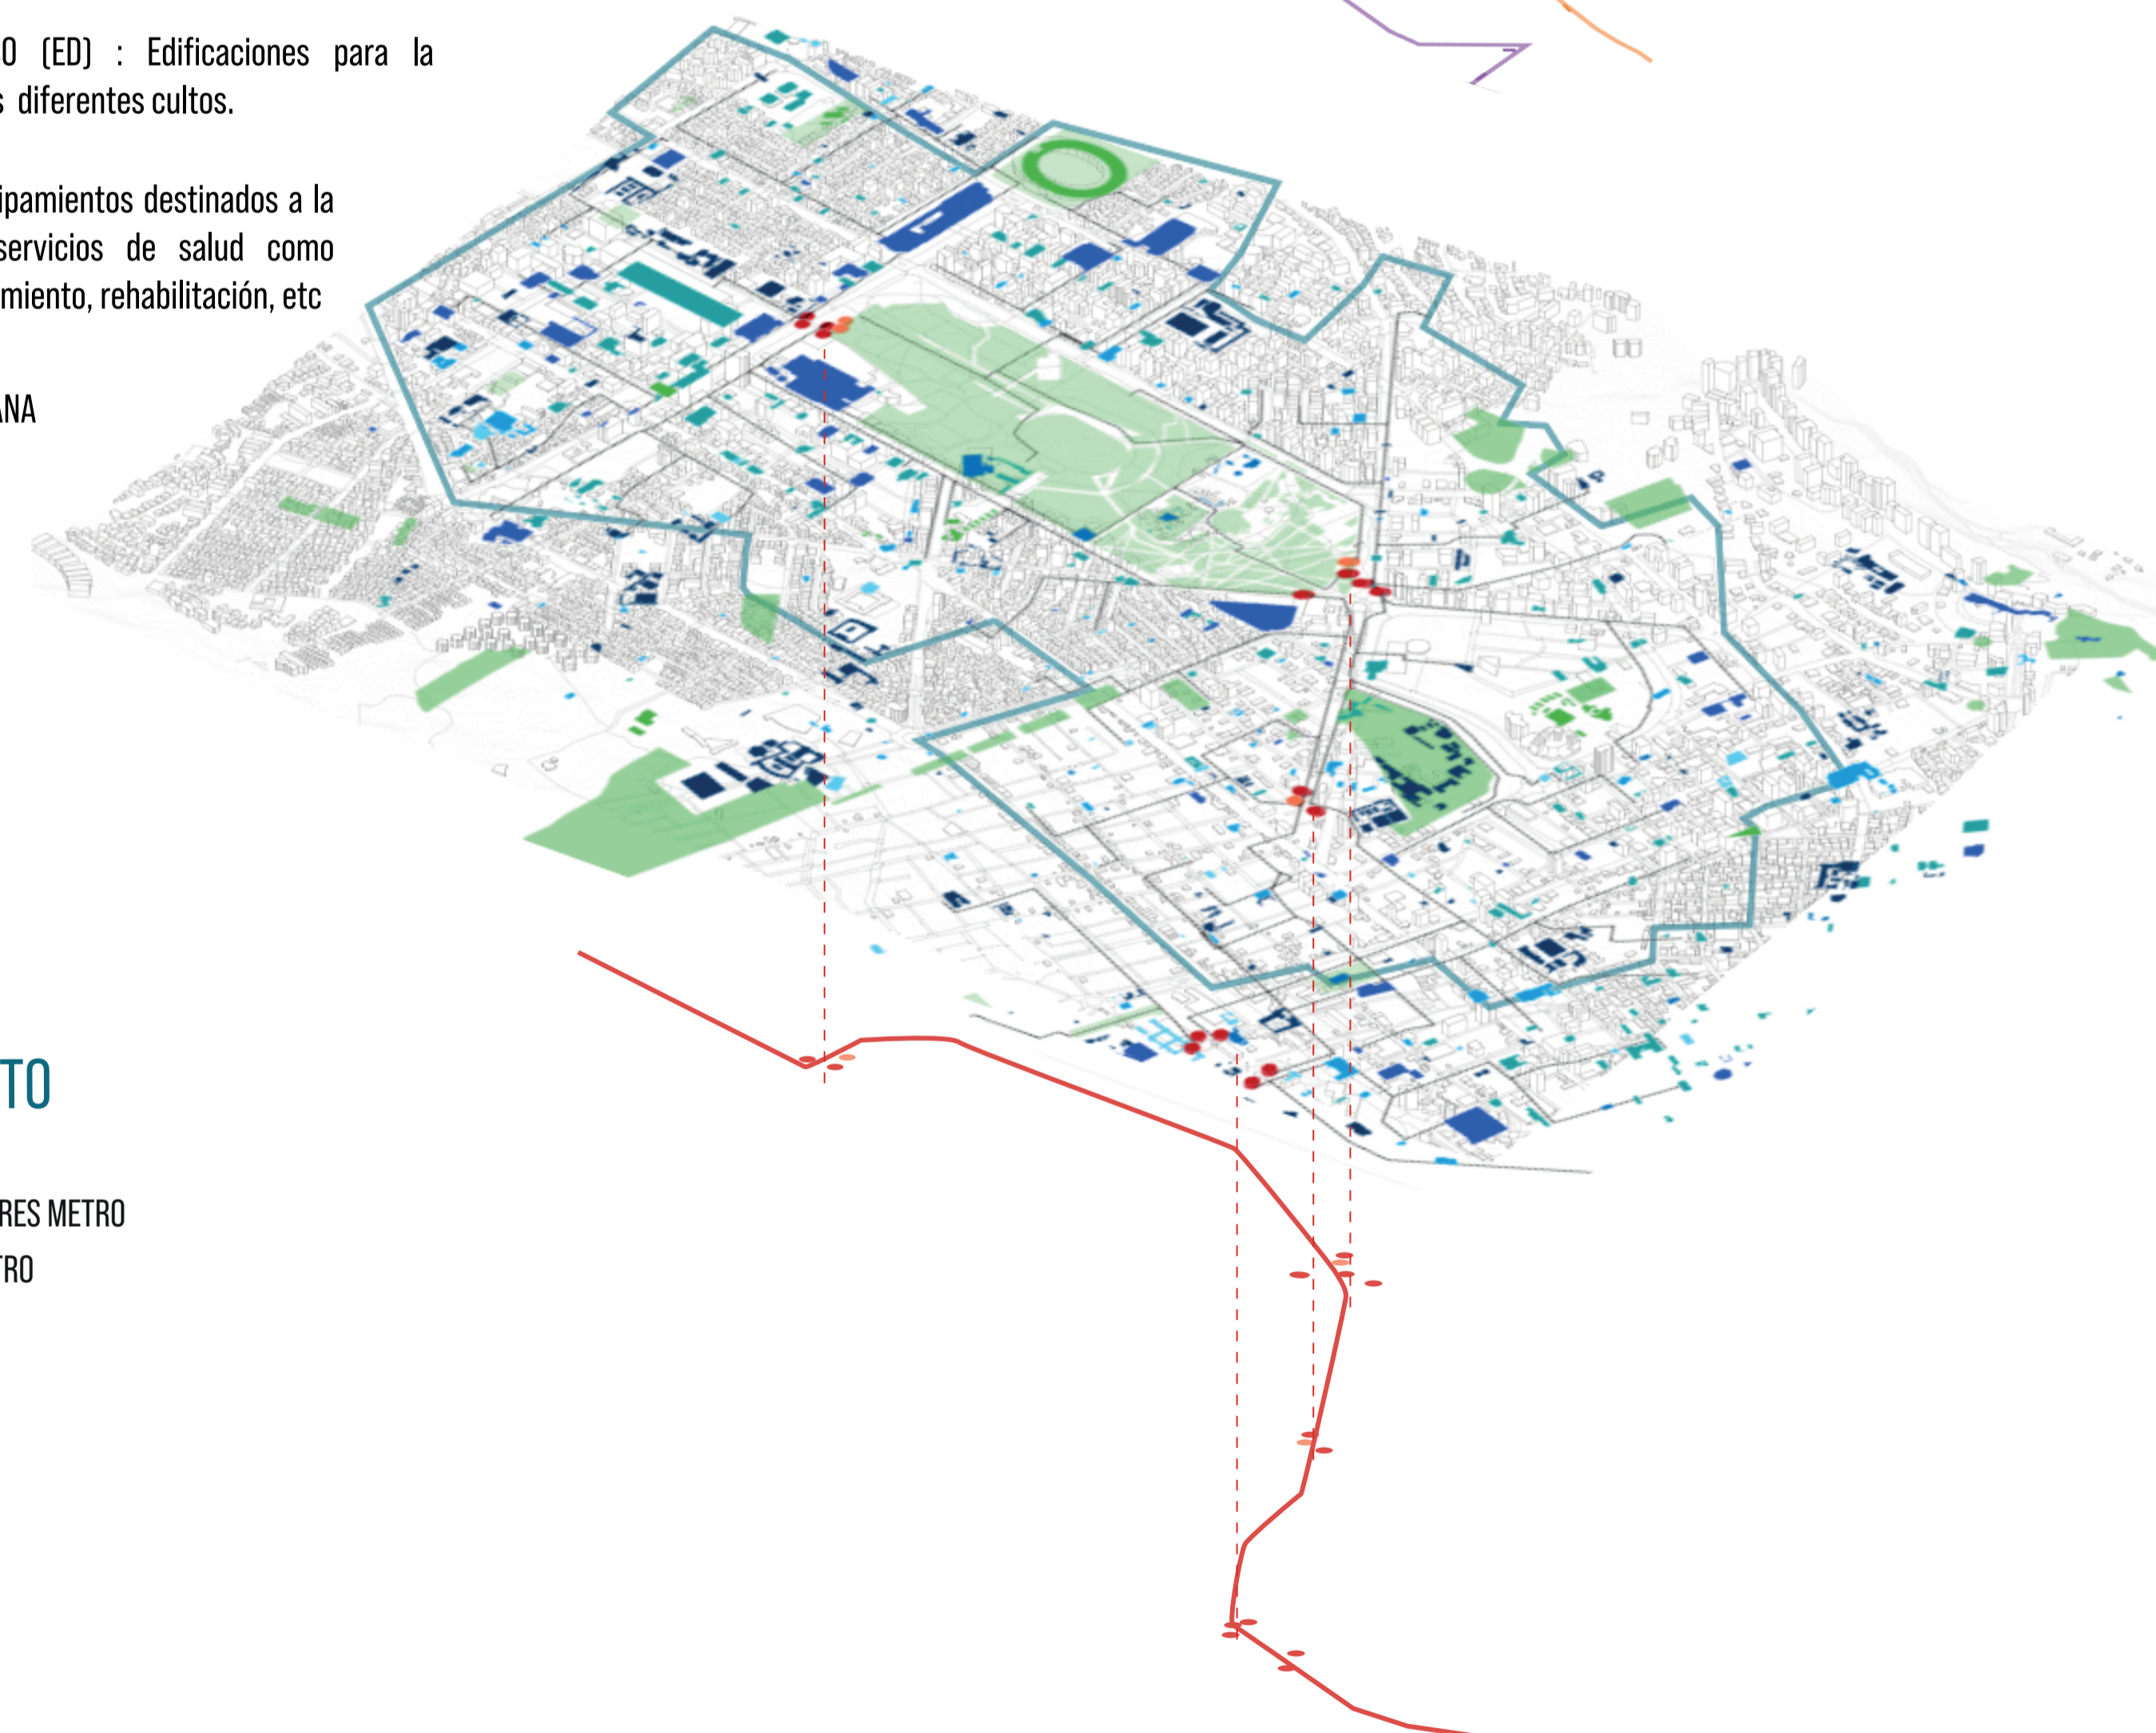 O (ED) : Edificaciones para la
s diferentes cultos.
ipamientos destinados a la
servicios de salud como
miento, rehabilitación, etc
ANA
TO
RES METRO
TRO